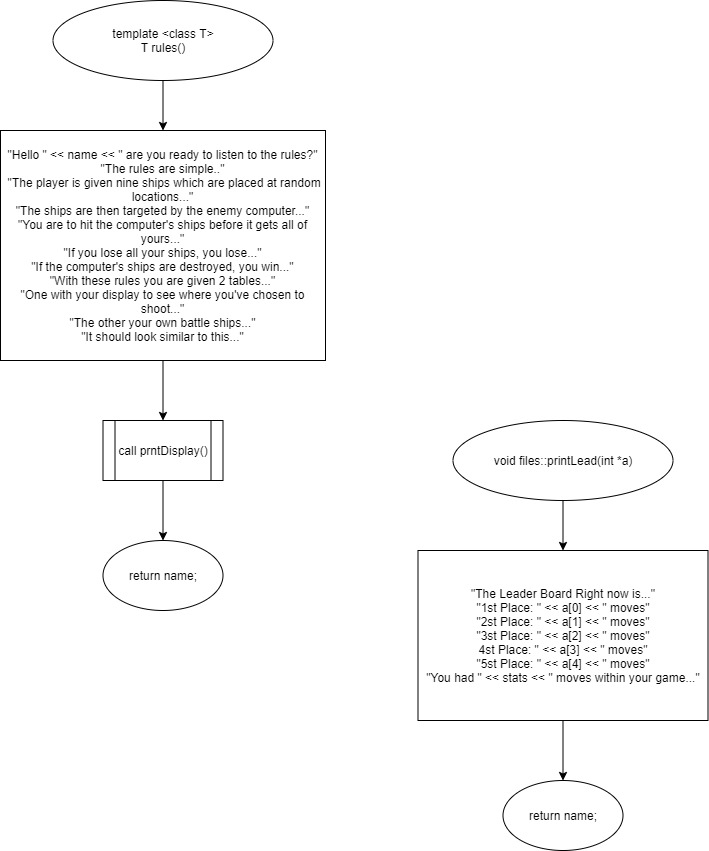 template <class T>
T rules()
"Hello " << name << " are you ready to listen to the rules?"
"The rules are simple.."
"The player is given nine ships which are placed at random
locations..."
"The ships are then targeted by the enemy computer..."
"You are to hit the computer's ships before it gets all of
yours..."
"If you lose all your ships, you lose..."
"If the computer's ships are destroyed, you win..."
"With these rules you are given 2 tables..."
"One with your display to see where you've chosen to
shoot..."
"The other your own battle ships..."
"It should look similar to this..."
call prntDisplay()
return name;
void files::printLead(int *a)
"The Leader Board Right now is..."
"1st Place: " << a[0] << " moves"
"2st Place: " << a[1] << " moves"
"3st Place: " << a[2] << " moves"
4st Place: " << a[3] << " moves"
"5st Place: " << a[4] << " moves"
"You had " << stats << " moves within your game..."
return name;